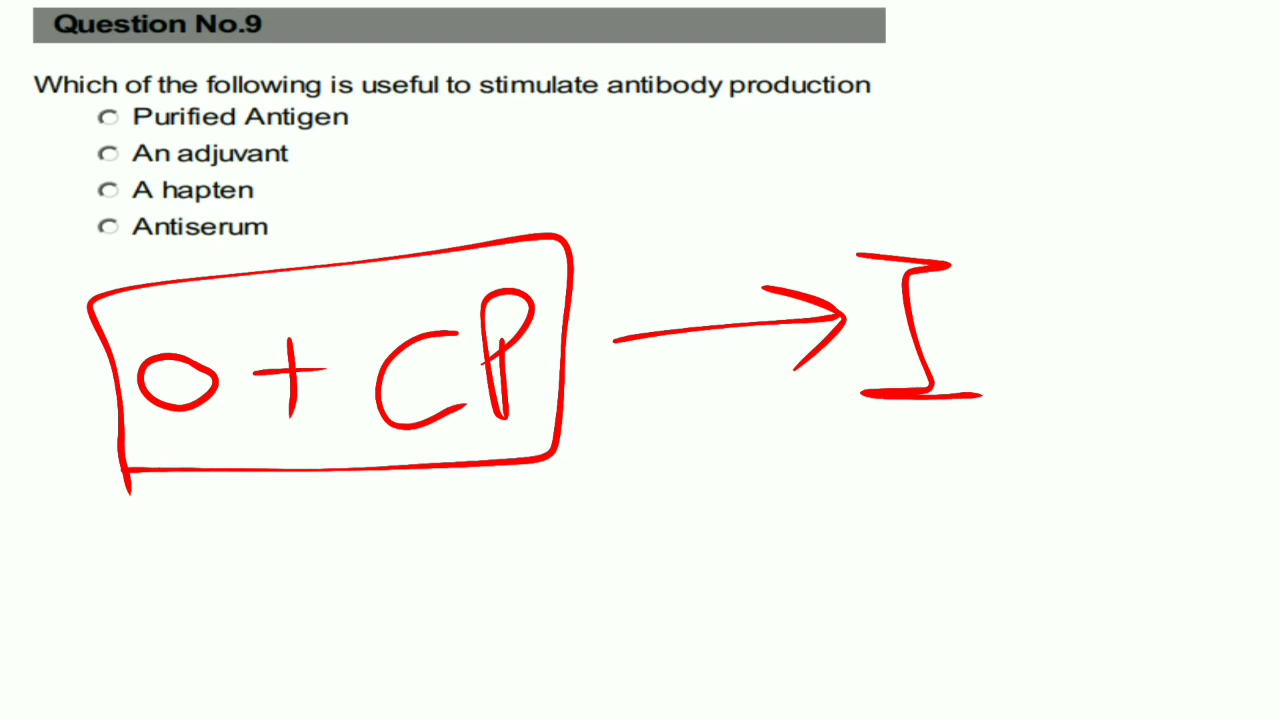 Question No.9
Which of the following is useful to stimulate antibody production
Purified Antigen
An adjuvant
A hapten
Antiserum
O + CP → I